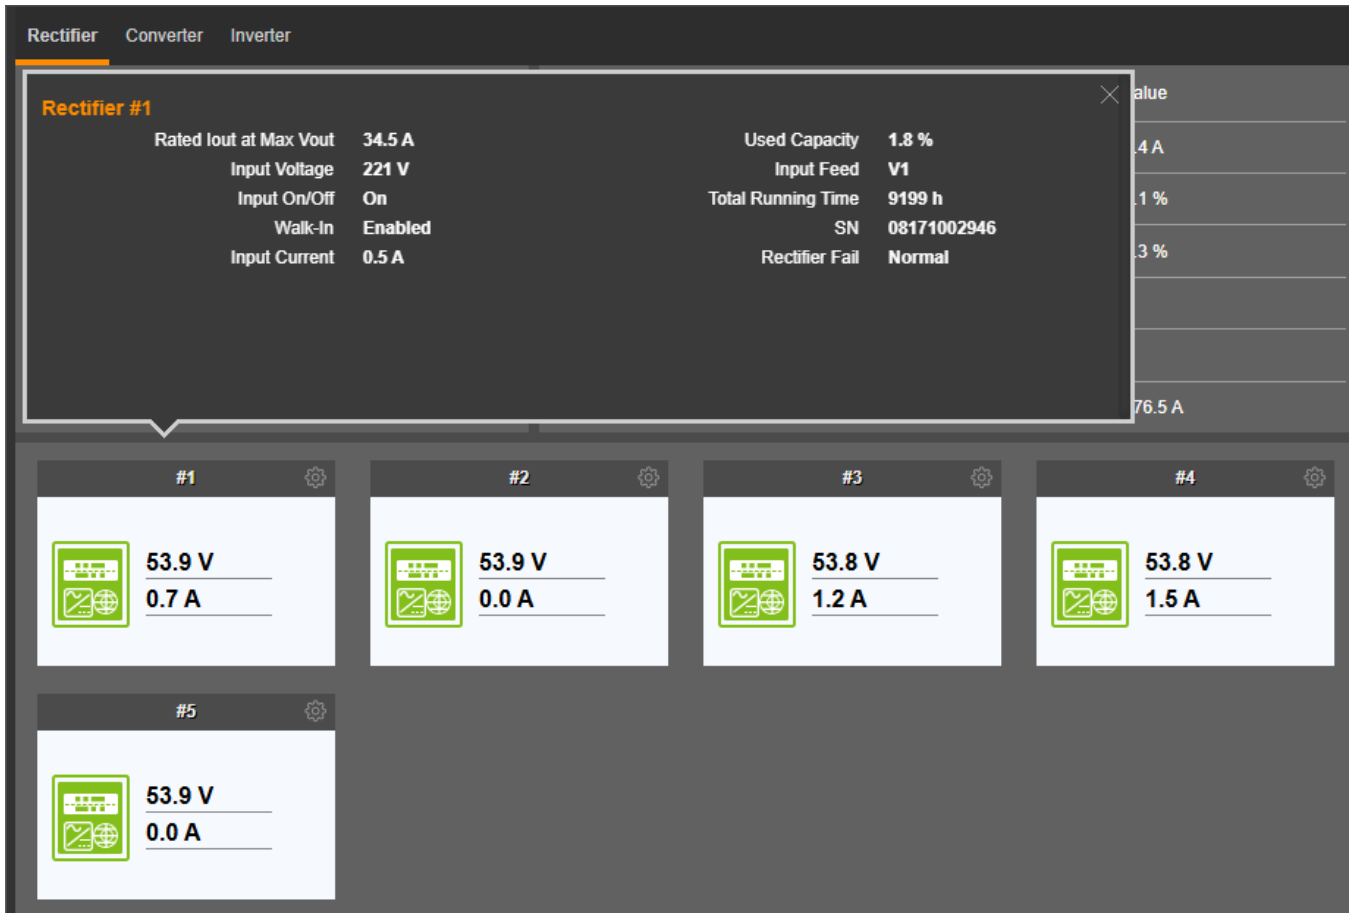 Rectifier Converter Inverter
Rectifier #1
Rated Iout at Max Vout 34.5 A Used Capacity 1.8 %
Input Voltage 221 V Input Feed V1
Input On/Off On Total Running Time 9199 h
Walk-In Enabled SN 08171002946
Input Current 0.5 A Rectifier Fail Normal
alue
.4 A
.1 %
.3 %
76.5 A
#1 #2 #3 #4
53.9 V 53.9 V 53.8 V 53.8 V
0.7 A 0.0 A 1.2 A 1.5 A
#5
53.9 V
0.0 A